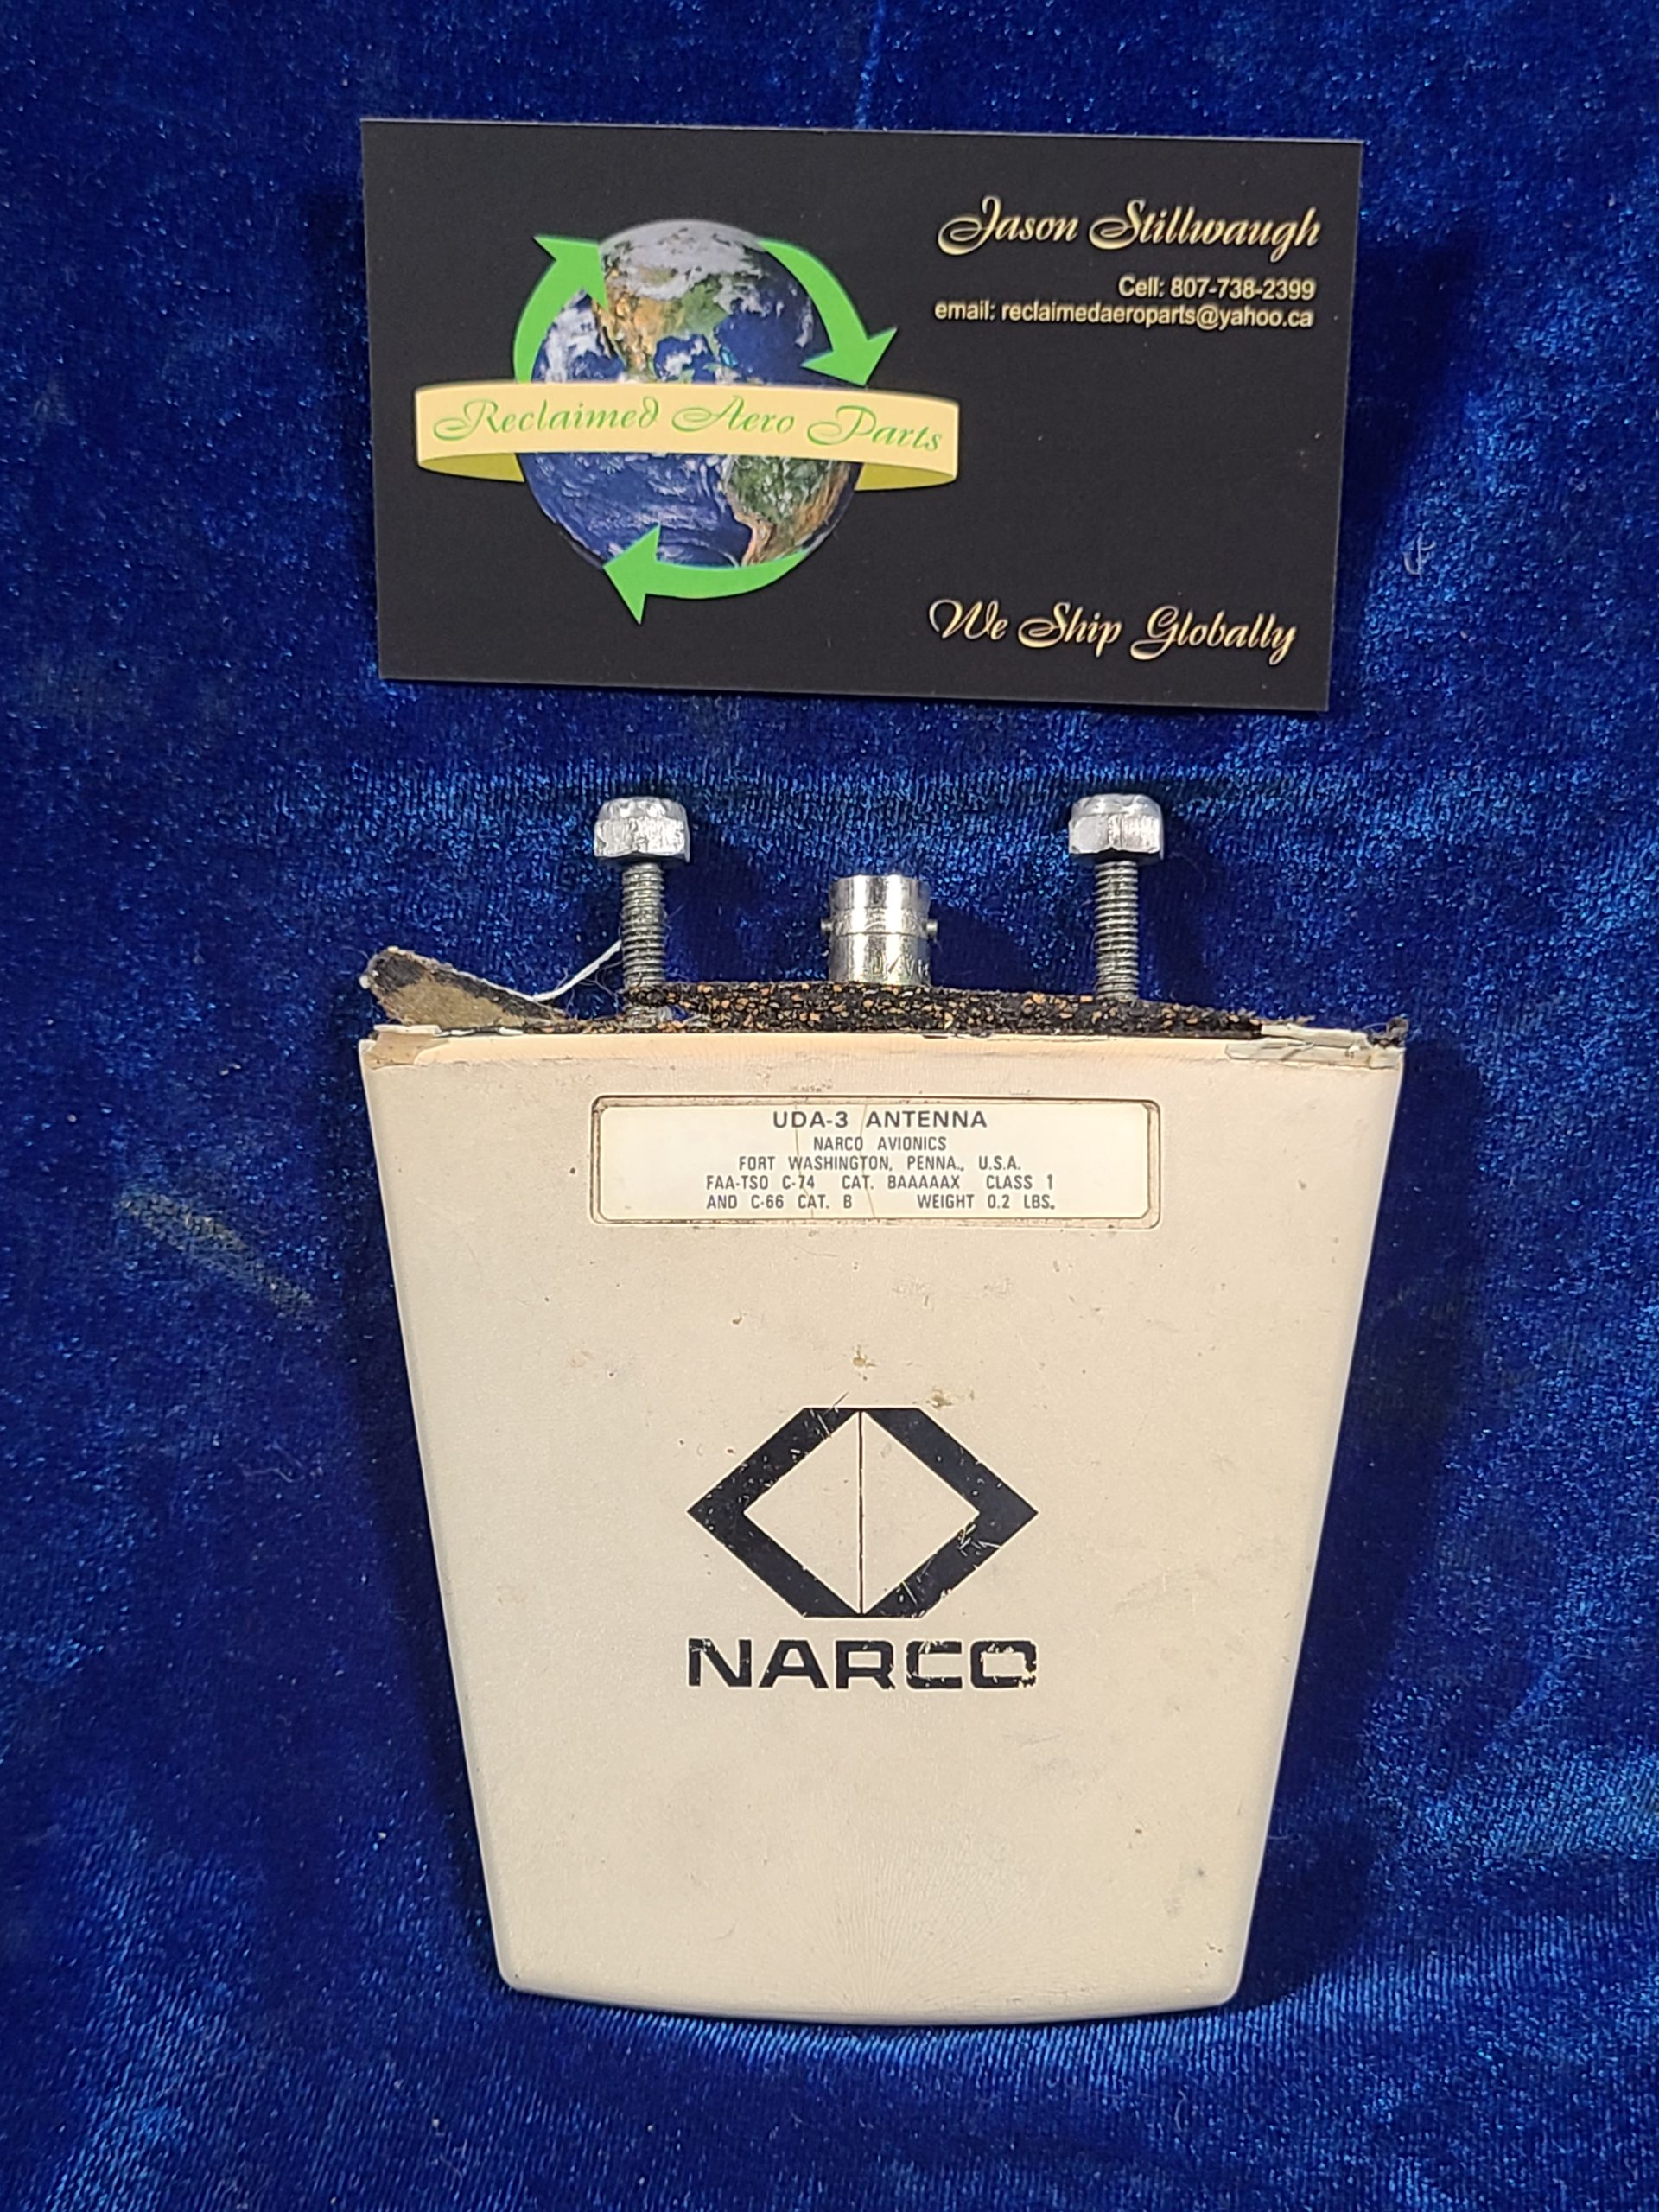 Jason Stillwaugh
Cell: 807-738-2399
email: reclaimedaeroparts@yahoo.ca
Reclaimed Aero Parts
We Ship Globally
UDA-3 ANTENNA
NARCO AVIONICS
FORT WASHINGTON, PENNA., U.S.A.
FAA-TSO C-74 CAT. BAAAAAX CLASS 1
AND C-66 CAT. B WEIGHT 0.2 LBS.
NARCO